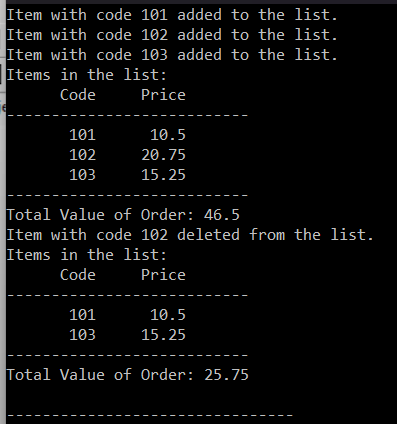 Item with code 101 added to the list.
Item with code 102 added to the list.
Item with code 103 added to the list.
Items in the list:
      Code     Price
---------------------------
       101      10.5
       102     20.75
       103     15.25
---------------------------
Total Value of Order: 46.5
Item with code 102 deleted from the list.
Items in the list:
      Code     Price
---------------------------
       101      10.5
       103     15.25
---------------------------
Total Value of Order: 25.75

--------------------------------